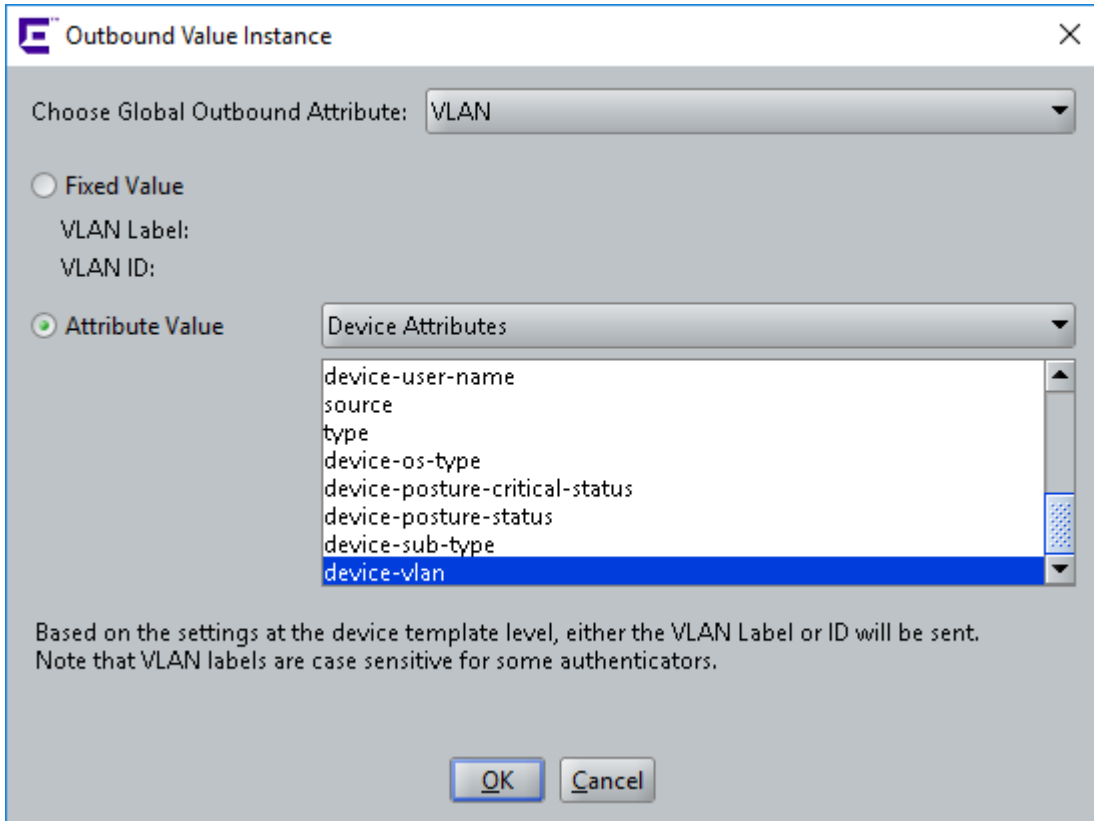 Outbound Value Instance
Choose Global Outbound Attribute: VLAN
Fixed Value
VLAN Label:
VLAN ID:
Attribute Value Device Attributes
device-user-name
source
type
device-os-type
device-posture-critical-status
device-posture-status
device-sub-type
device-vlan
Based on the settings at the device template level, either the VLAN Label or ID will be sent.
Note that VLAN labels are case sensitive for some authenticators.
OK Cancel